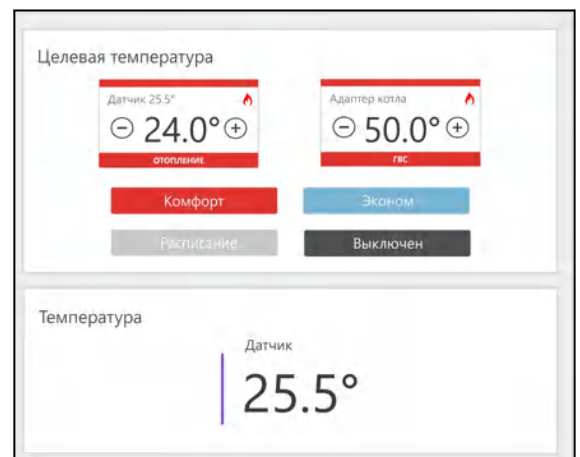 Целевая температура
Датчик 25.5°
24.0°
ОТОПЛЕНИЕ
Адаптер котла
50.0°
ГВС
Комфорт
Эконом
Расписание
Выключен
Температура
Датчик
25.5°